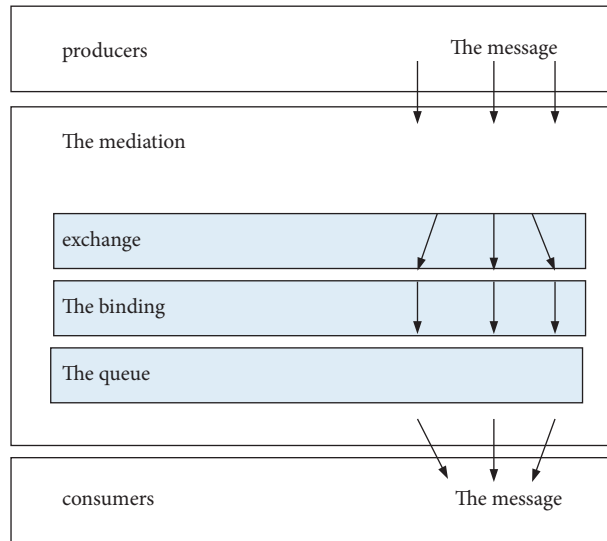 producers
The message
The mediation
exchange
The binding
The queue
consumers
The message